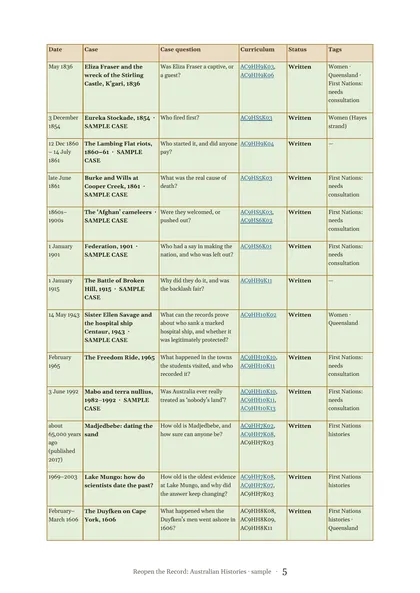 Date Case Case question Curriculum Status Tags
May 1836 Eliza Fraser and the Was Eliza Fraser a captive, or AC9HH9K03, Written Women ·
wreck of the Stirling a guest? AC9HH9K06 Queensland ·
Castle, K'gari, 1836 First Nations:
needs
consultation
3 December Eureka Stockade, 1854 · Who fired first? AC9HS5K03 Written Women (Hayes
1854 SAMPLE CASE strand)
12 Dec 1860 The Lambing Flat riots, Who started it, and did anyone AC9HH9K04 Written —
– 14 July 1860–61 · SAMPLE pay?
1861 CASE
late June Burke and Wills at What was the real cause of AC9HS5K03 Written First Nations:
1861 Cooper Creek, 1861 · death? needs
SAMPLE CASE consultation
1860s– The 'Afghan' cameleers · Were they welcomed, or AC9HS5K03, Written First Nations:
1900s SAMPLE CASE pushed out? AC9HS6K02 needs
consultation
1 January Federation, 1901 · Who had a say in making the AC9HS6K01 Written First Nations:
1901 SAMPLE CASE nation, and who was left out? needs
consultation
1 January The Battle of Broken Why did they do it, and was AC9HH9K11 Written —
1915 Hill, 1915 · SAMPLE the backlash fair?
CASE
14 May 1943 Sister Ellen Savage and What can the records prove AC9HH10K02 Written Women ·
the hospital ship about who sank a marked Queensland
Centaur, 1943 · hospital ship, and whether it
SAMPLE CASE was legitimately protected?
February The Freedom Ride, 1965 What happened in the towns AC9HH10K10, Written First Nations:
1965 the students visited, and who AC9HH10K11 needs
recorded it? consultation
3 June 1992 Mabo and terra nullius, Was Australia ever really AC9HH10K10, Written First Nations:
1982–1992 · SAMPLE treated as 'nobody's land'? AC9HH10K11, needs
CASE AC9HH10K13 consultation
about Madjedbebe: dating the How old is Madjedbebe, and AC9HH7K02, Written First Nations
65,000 years sand how sure can anyone be? AC9HH7K08, histories
ago AC9HH7K03
(published
2017)
1969–2003 Lake Mungo: how do How old is the oldest evidence AC9HH7K08, Written First Nations
scientists date the past? at Lake Mungo, and why did AC9HH7K07, histories
the answer keep changing? AC9HH7K03
February– The Duyfken on Cape What happened when the AC9HH8K08, Written First Nations
March 1606 York, 1606 Duyfken's men went ashore in AC9HH8K09, histories ·
1606? AC9HH8K11 Queensland
Reopen the Record: Australian Histories · sample · 5